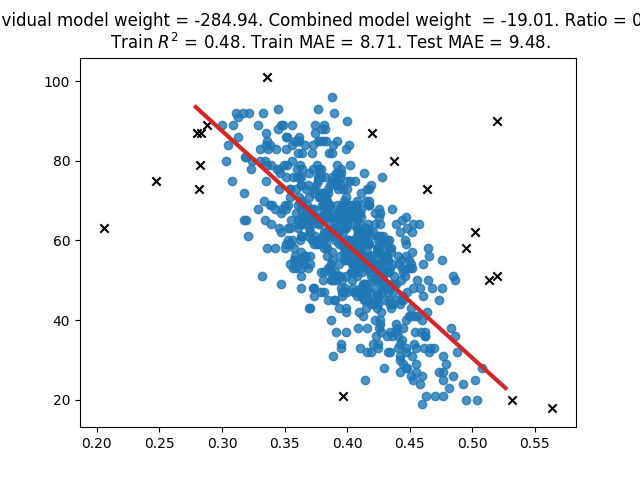 vidual model weight = -284.94. Combined model weight = -19.01. Ratio = 0
Train R² = 0.48. Train MAE = 8.71. Test MAE = 9.48.
100
80
60
40
20
0.20 0.25 0.30 0.35 0.40 0.45 0.50 0.55